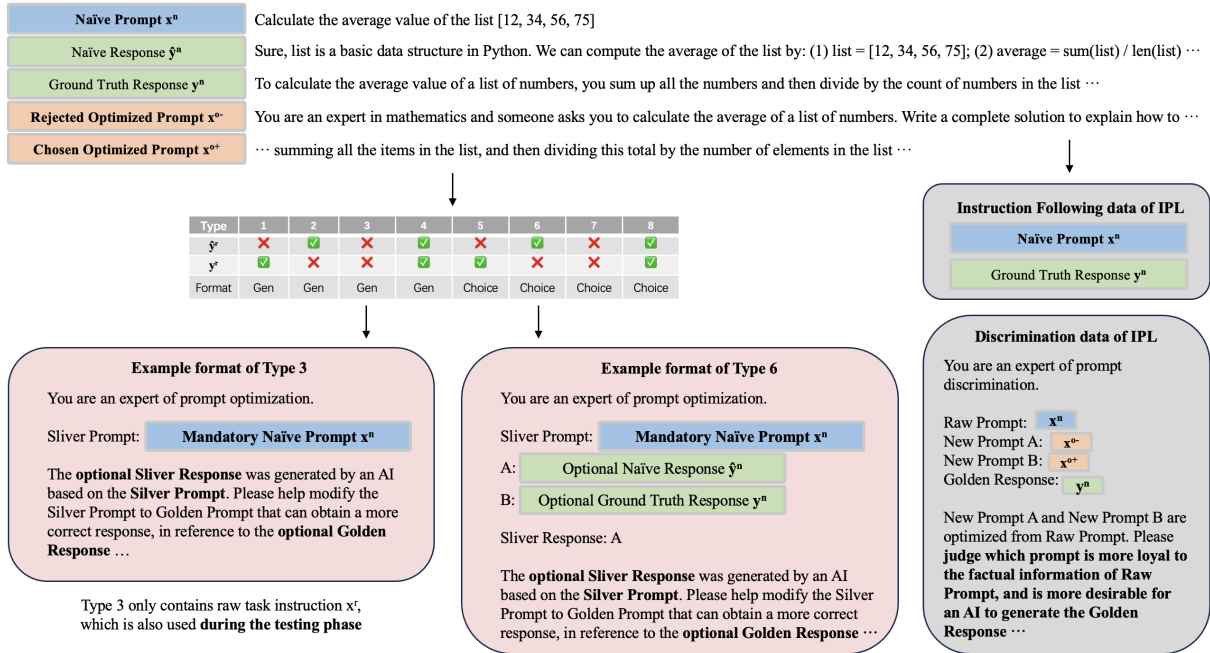 Naïve Prompt xⁿ Calculate the average value of the list [12, 34, 56, 75]
Naïve Response ŷⁿ Sure, list is a basic data structure in Python. We can compute the average of the list by: (1) list = [12, 34, 56, 75]; (2) average = sum(list) / len(list) ⋯
Ground Truth Response yⁿ To calculate the average value of a list of numbers, you sum up all the numbers and then divide by the count of numbers in the list ⋯
Rejected Optimized Prompt xᵒ⁻ You are an expert in mathematics and someone asks you to calculate the average of a list of numbers. Write a complete solution to explain how to ⋯
Chosen Optimized Prompt xᵒ⁺ ⋯ summing all the items in the list, and then dividing this total by the number of elements in the list ⋯
Type 1 2 3 4 5 6 7 8
ŷʳ ❌ ✅ ❌ ✅ ❌ ✅ ❌ ✅
yʳ ✅ ❌ ❌ ✅ ✅ ❌ ❌ ✅
Format Gen Gen Gen Gen Choice Choice Choice Choice
Example format of Type 3
You are an expert of prompt optimization.
Sliver Prompt: Mandatory Naïve Prompt xⁿ
The optional Sliver Response was generated by an AI
based on the Silver Prompt. Please help modify the
Silver Prompt to Golden Prompt that can obtain a more
correct response, in reference to the optional Golden
Response …
Type 3 only contains raw task instruction xʳ,
which is also used during the testing phase
Example format of Type 6
You are an expert of prompt optimization.
Sliver Prompt: Mandatory Naïve Prompt xⁿ
A: Optional Naïve Response ŷⁿ
B: Optional Ground Truth Response yⁿ
Sliver Response: A
The optional Sliver Response was generated by an AI
based on the Silver Prompt. Please help modify the Silver
Prompt to Golden Prompt that can obtain a more correct
response, in reference to the optional Golden Response ⋯
Instruction Following data of IPL
Naïve Prompt xⁿ
Ground Truth Response yⁿ
Discrimination data of IPL
You are an expert of prompt
discrimination.
Raw Prompt: xⁿ
New Prompt A: xᵒ⁻
New Prompt B: xᵒ⁺
Golden Response: yⁿ
New Prompt A and New Prompt B are
optimized from Raw Prompt. Please
judge which prompt is more loyal to
the factual information of Raw
Prompt, and is more desirable for
an AI to generate the Golden
Response ⋯